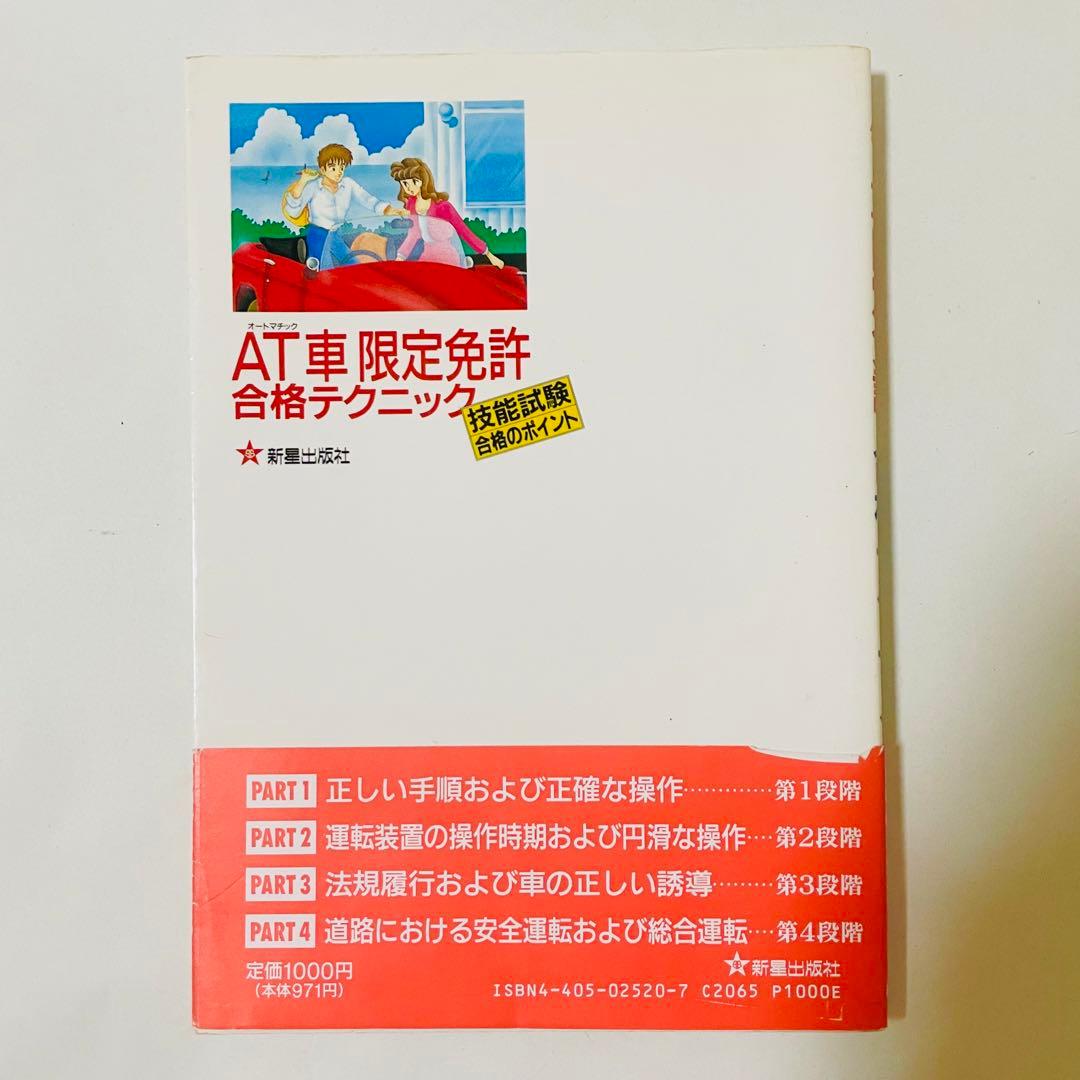 オートマチック
AT車 限定免許
合格テクニック
技能試験
合格のポイント
新星出版社
PART 1 正しい手順および正確な操作············第1段階
PART 2 運転装置の操作時期および円滑な操作····第2段階
PART 3 法規履行および車の正しい誘導·········第3段階
PART 4 道路における安全運転および総合運転····第4段階
定価1000円
(本体971円)
新星出版社
ISBN4-405-02520-7 C2065 P1000E